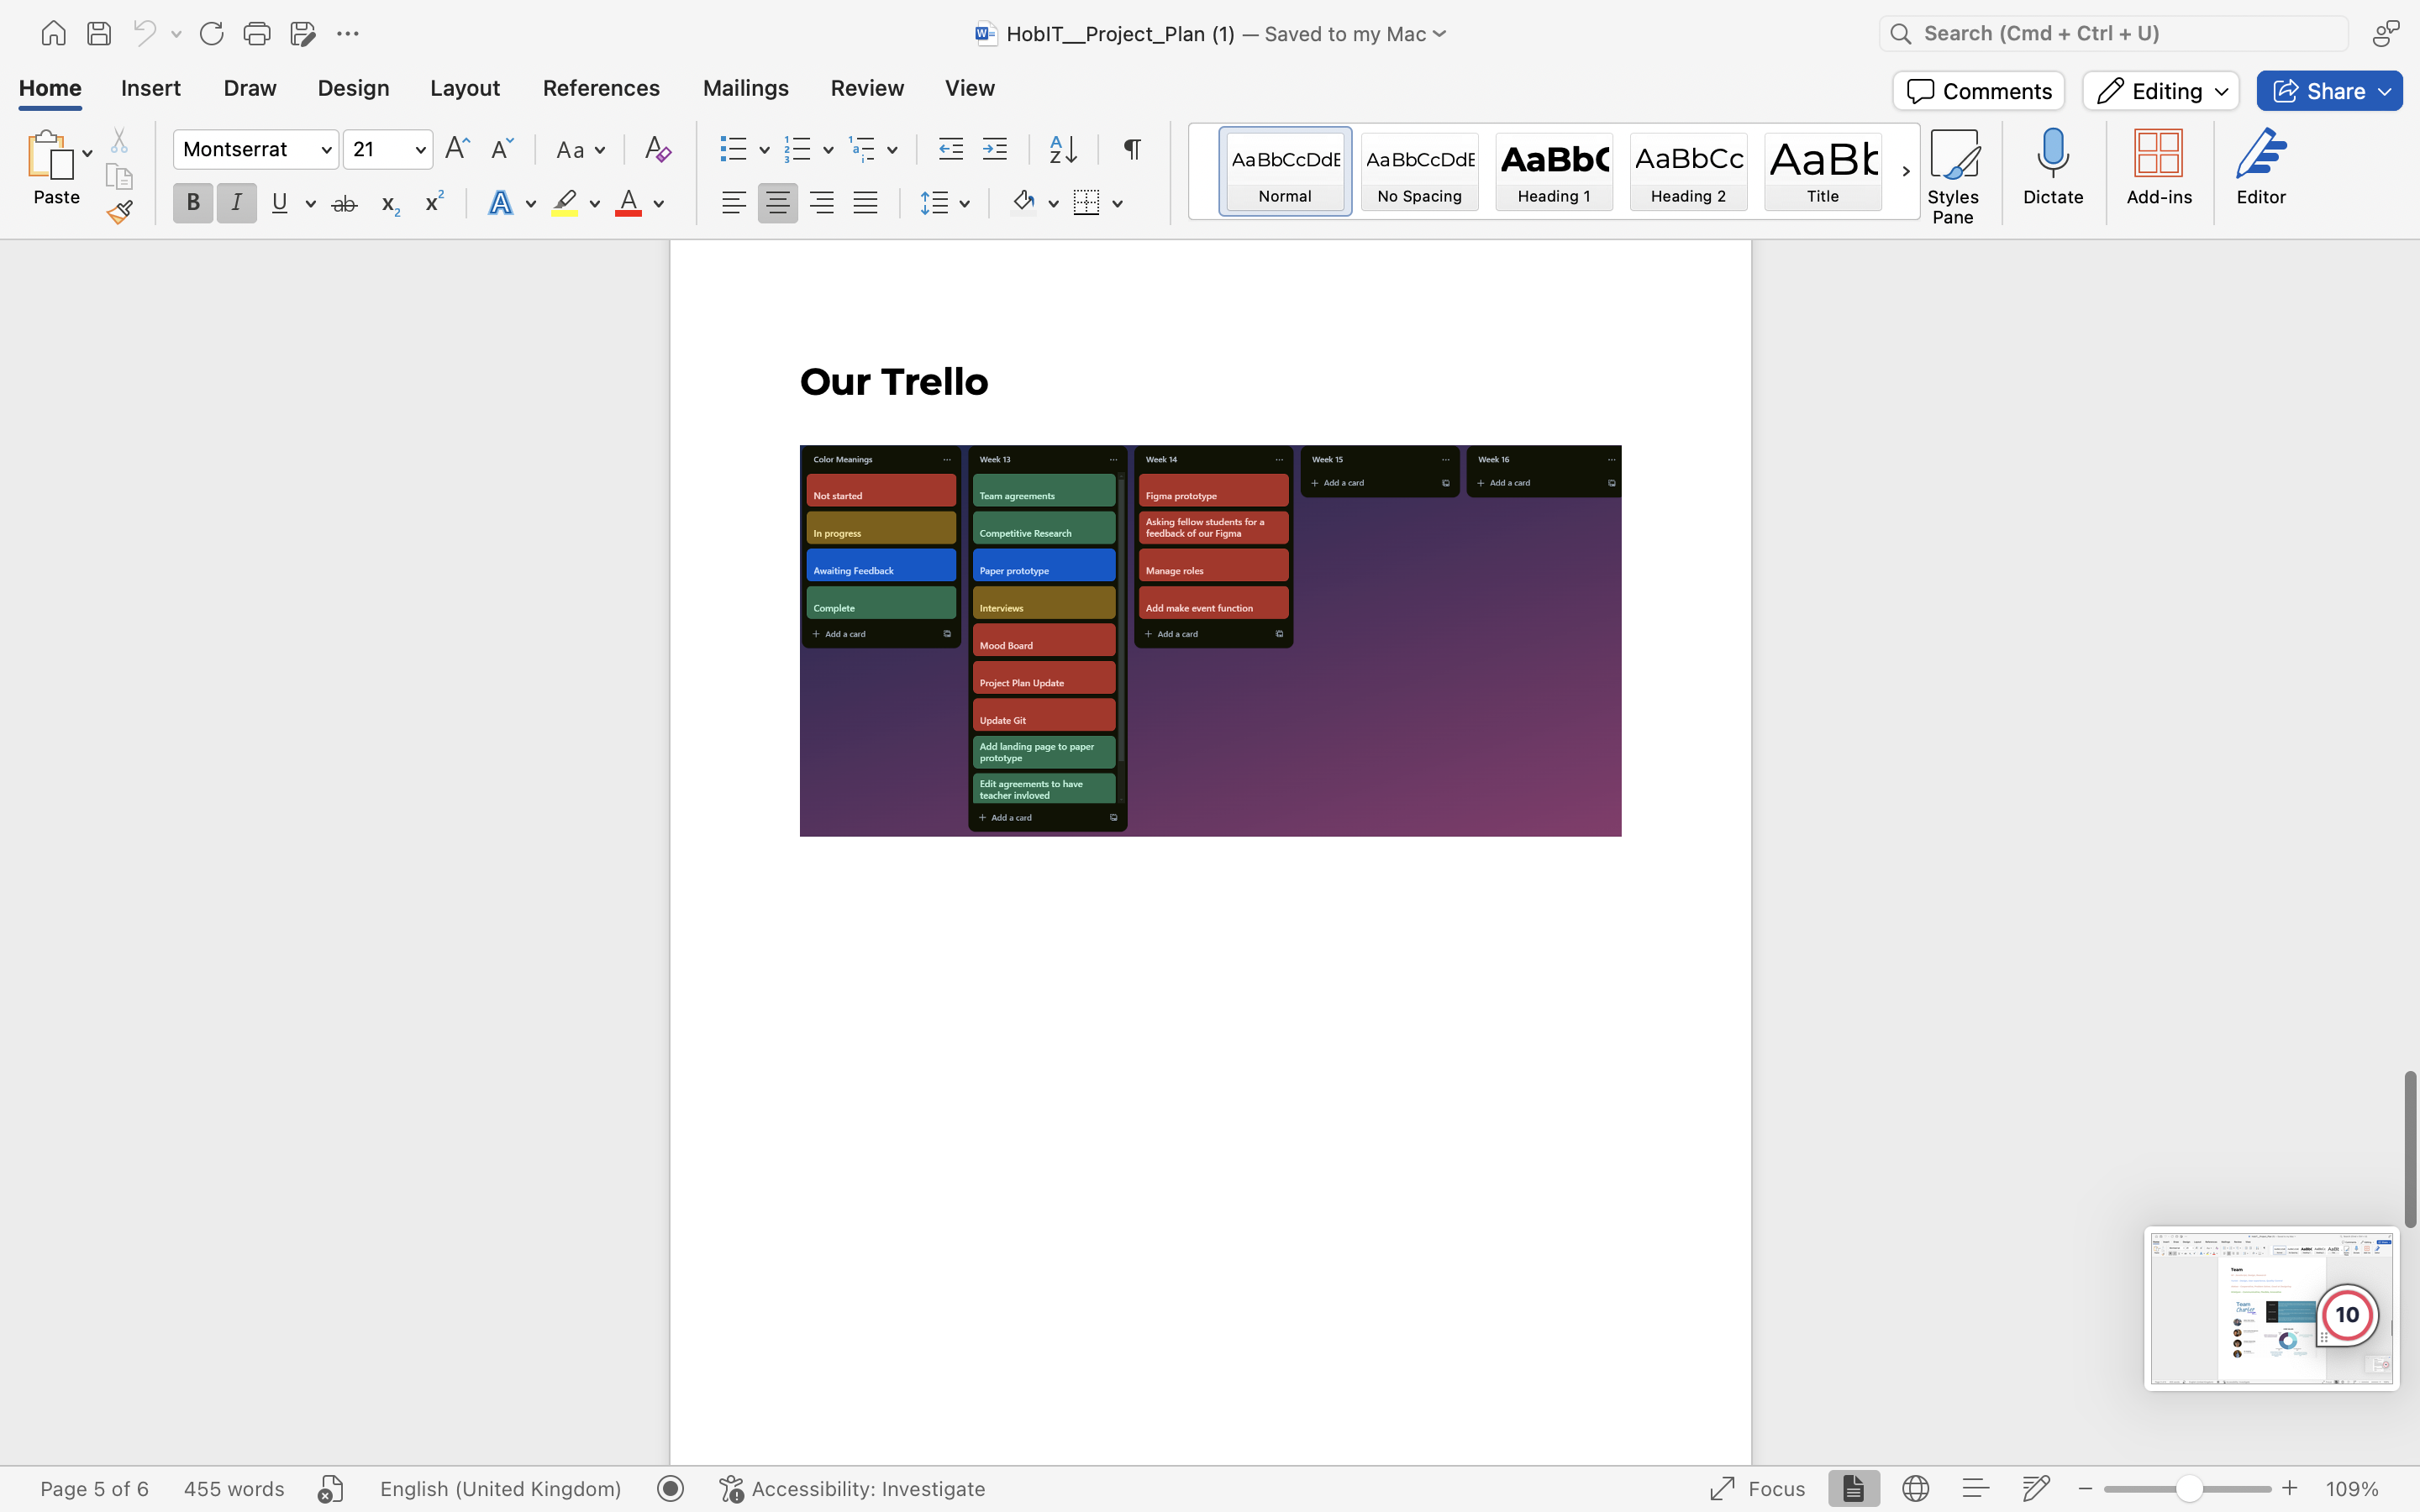 HobIT__Project_Plan (1) — Saved to my Mac
Search (Cmd + Ctrl + U)
Home Insert Draw Design Layout References Mailings Review View
Comments Editing Share
Paste
Montserrat 21
AaBbCcDdE AaBbCcDdE AaBbC AaBbCc AaBb
Normal No Spacing Heading 1 Heading 2 Title
Styles Pane
Dictate
Add-ins
Editor
Our Trello
Color Meanings
Not started
In progress
Awaiting Feedback
Complete
+ Add a card
Week 13
Team agreements
Competitive Research
Paper prototype
Interviews
Mood Board
Project Plan Update
Update Git
Add landing page to paper
prototype
Edit agreements to have
teacher invloved
+ Add a card
Week 14
Figma prototype
Asking fellow students for a
feedback of our Figma
Manage roles
Add make event function
+ Add a card
Week 15
+ Add a card
Week 16
+ Add a card
Team
Team
Charter
10
Page 5 of 6 455 words English (United Kingdom) Accessibility: Investigate
Focus 109%